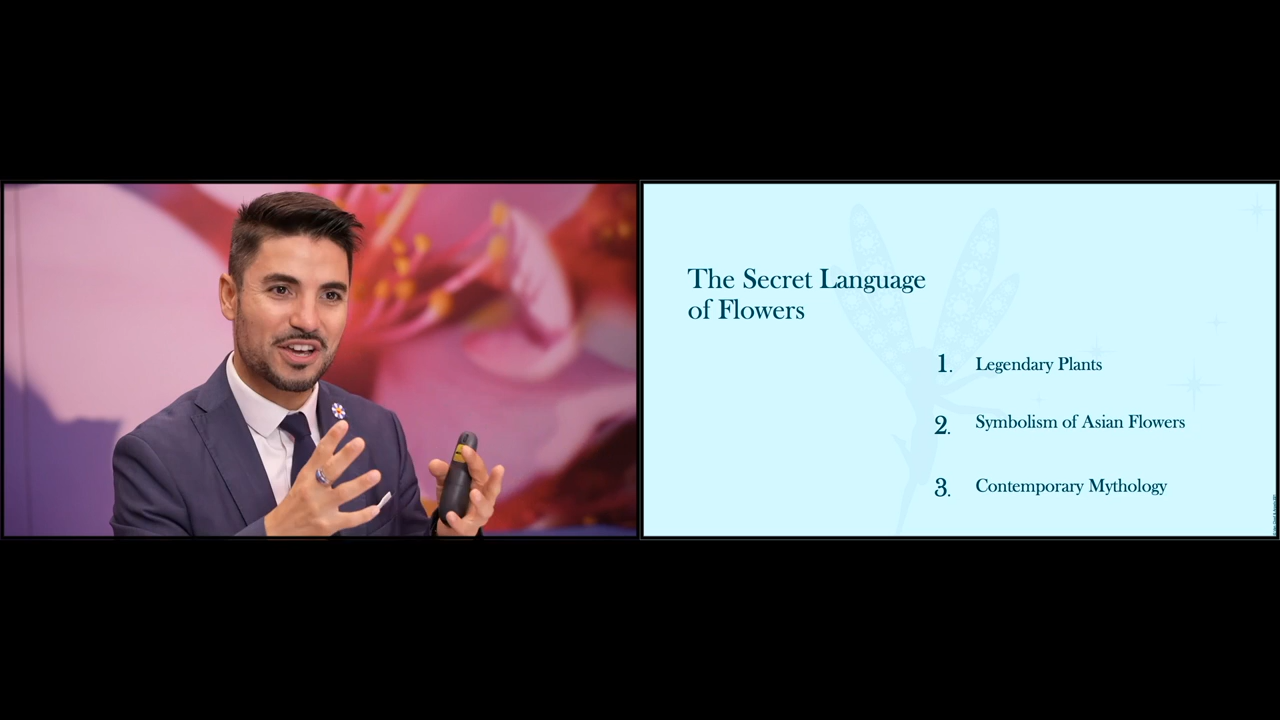 The Secret Language
of Flowers
1. Legendary Plants
2. Symbolism of Asian Flowers
3. Contemporary Mythology